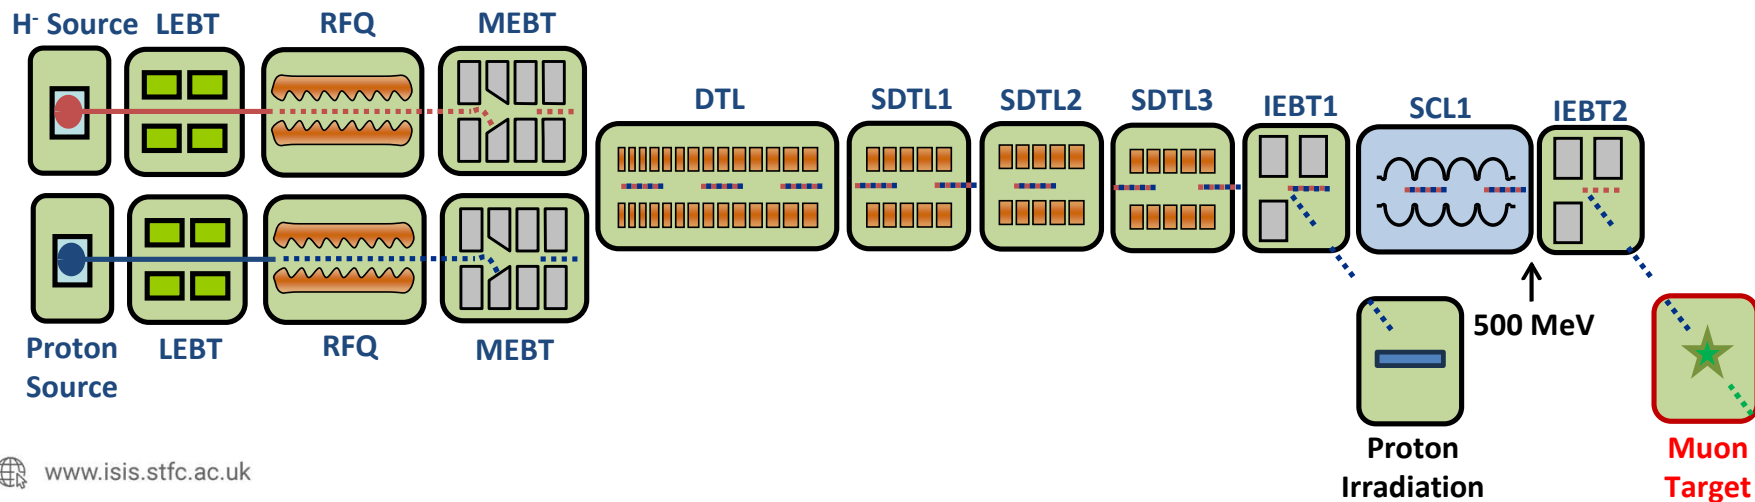 H- Source LEBT RFQ MEBT
DTL SDTL1 SDTL2 SDTL3 IEBT1 SCL1 IEBT2
500 MeV
Proton
Source
LEBT RFQ MEBT
Proton
Irradiation
Muon
Target
www.isis.stfc.ac.uk